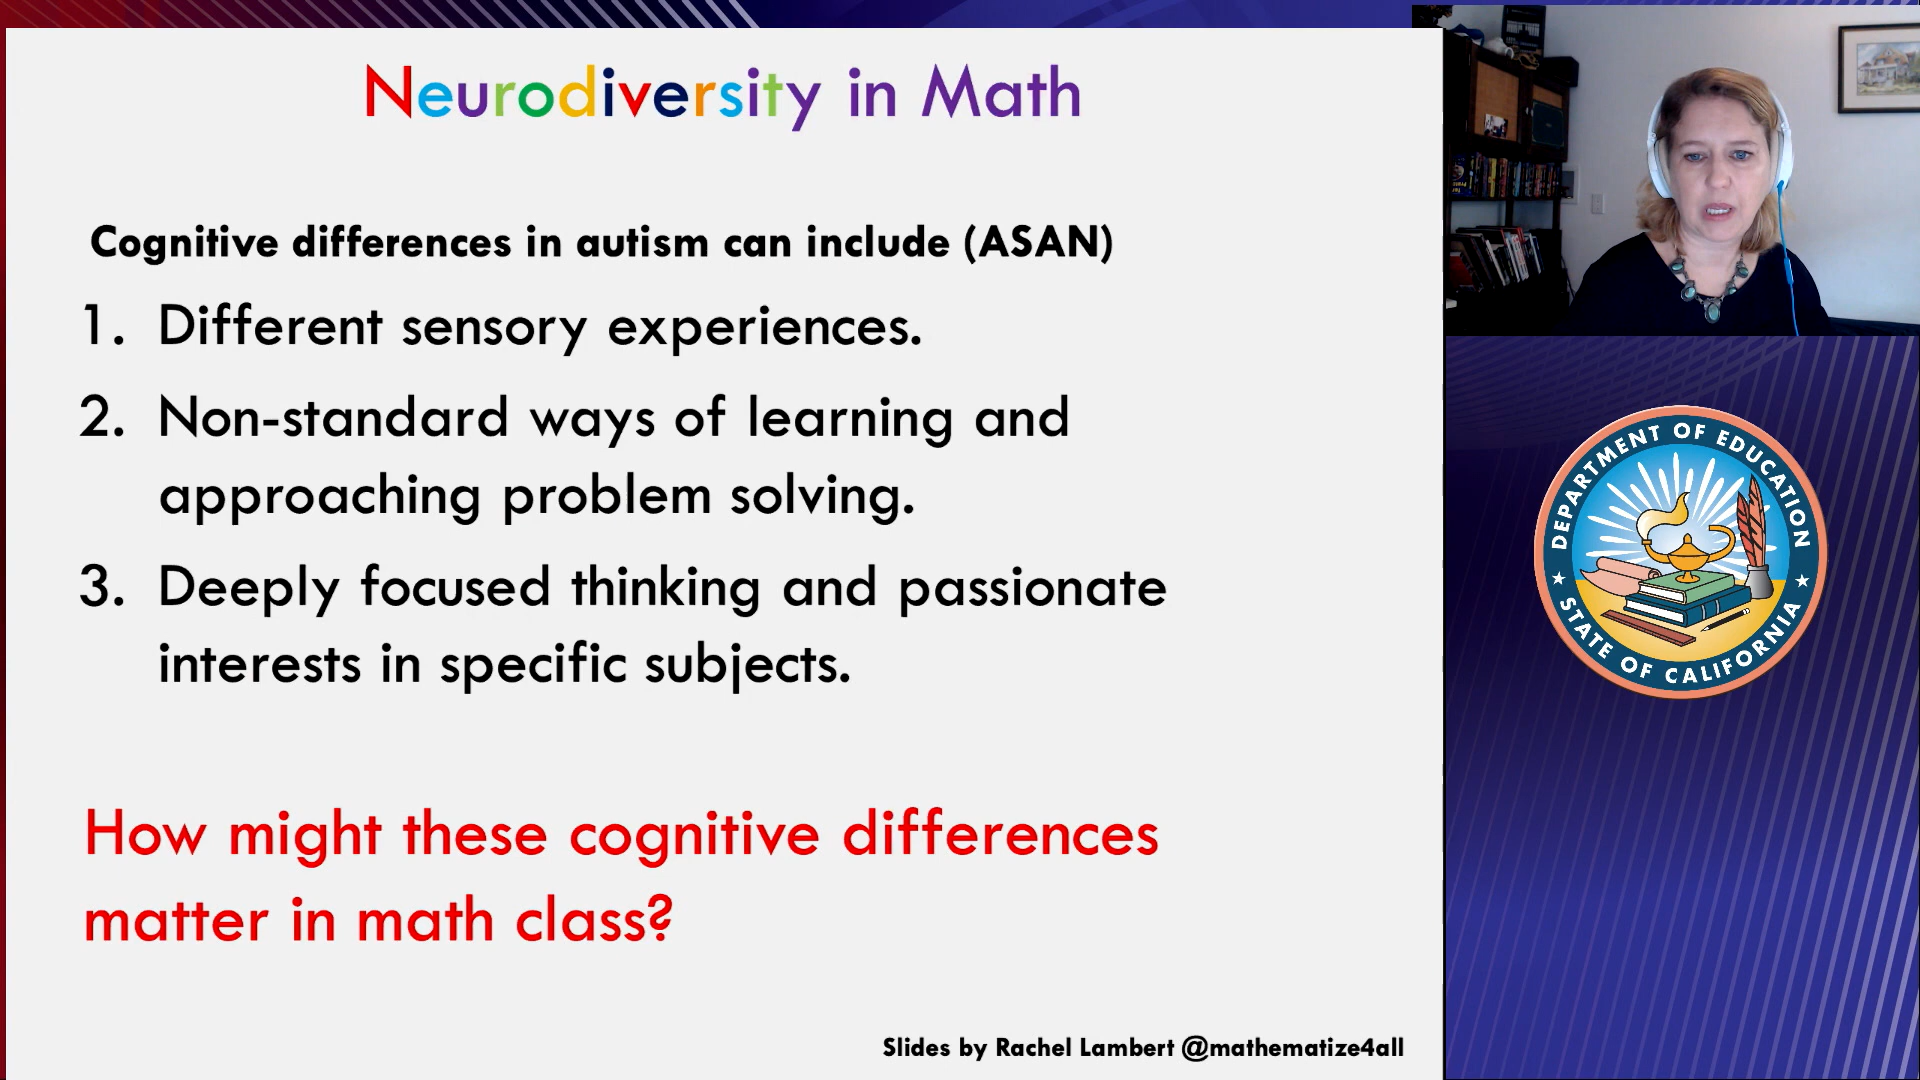 Neurodiversity in Math
Cognitive differences in autism can include (ASAN)
1. Different sensory experiences.
2. Non-standard ways of learning and
approaching problem solving.
3. Deeply focused thinking and passionate
interests in specific subjects.
How might these cognitive differences
matter in math class?
Slides by Rachel Lambert @mathematize4all
DEPARTMENT OF EDUCATION
STATE OF CALIFORNIA